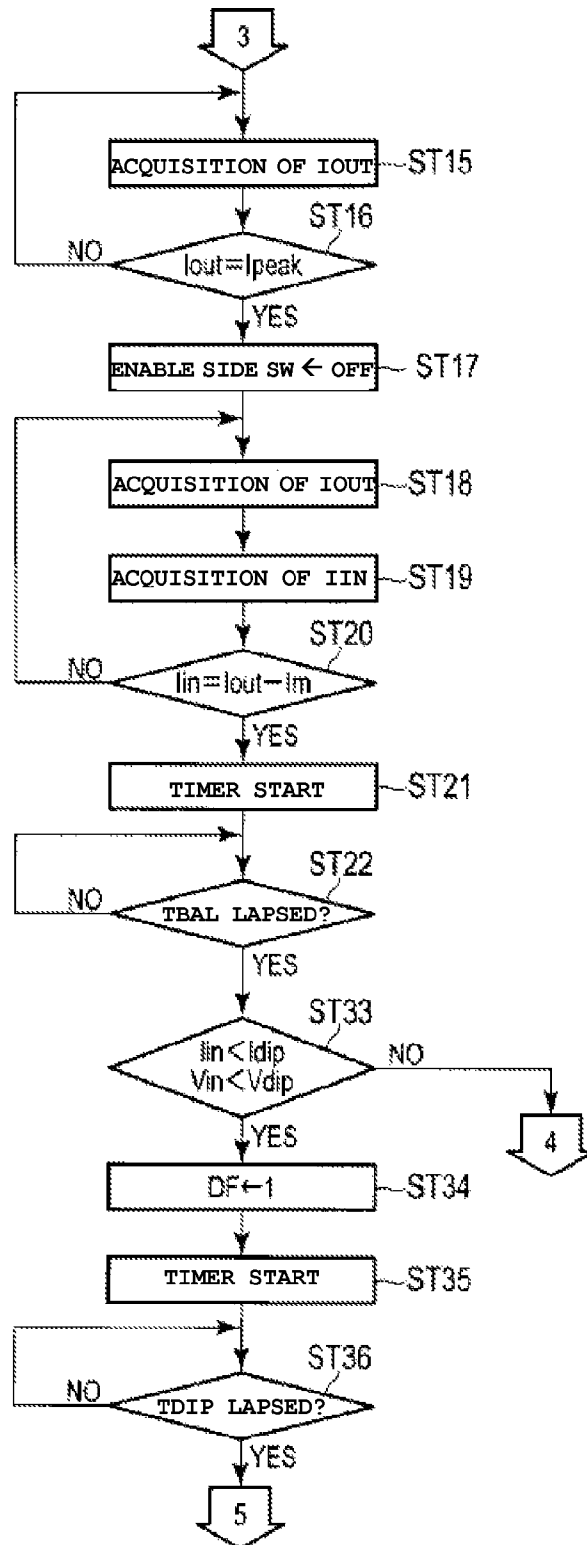 3
ACQUISITION OF IOUT
ST15
ST16
Iout=Ipeak
NO
YES
ENABLE SIDE SW ← OFF
ST17
ACQUISITION OF IOUT
ST18
ACQUISITION OF IIN
ST19
ST20
Iin=Iout-Im
NO
YES
TIMER START
ST21
ST22
TBAL LAPSED?
NO
YES
ST33
Iin<Idip
Vin<Vdip
NO
4
YES
DF←1
ST34
TIMER START
ST35
ST36
TDIP LAPSED?
NO
YES
5